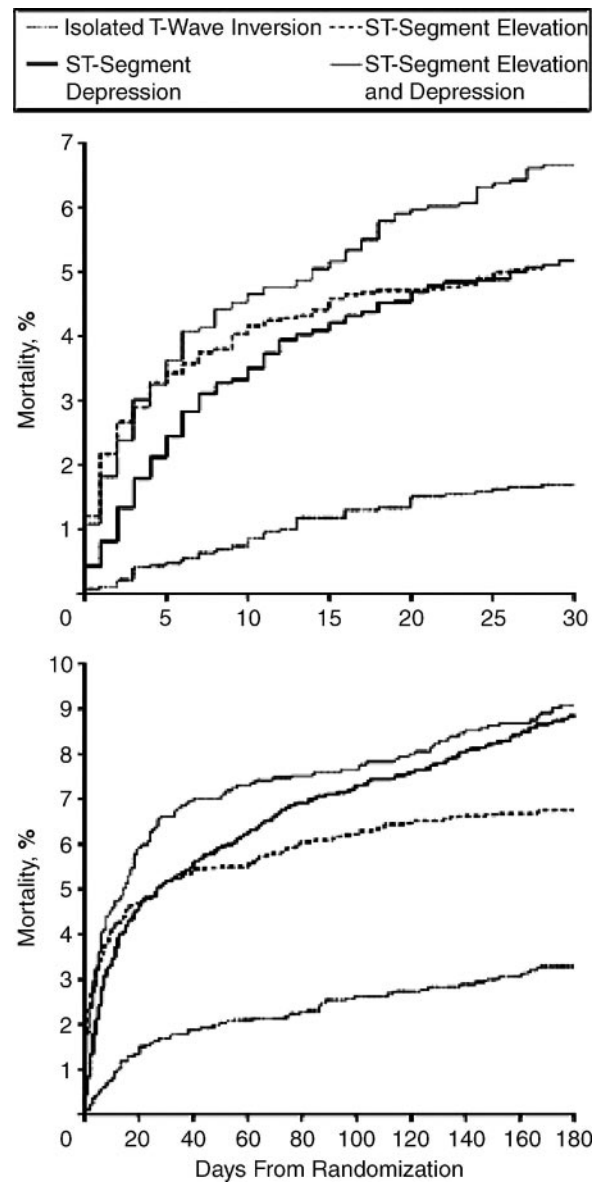 Isolated T-Wave Inversion ST-Segment Elevation
ST-Segment ST-Segment Elevation
Depression and Depression
7
6
5
4
3
2
1
0 5 10 15 20 25 30
Mortality, %
10
9
8
7
6
5
4
3
2
1
0 20 40 60 80 100 120 140 160 180
Mortality, %
Days From Randomization